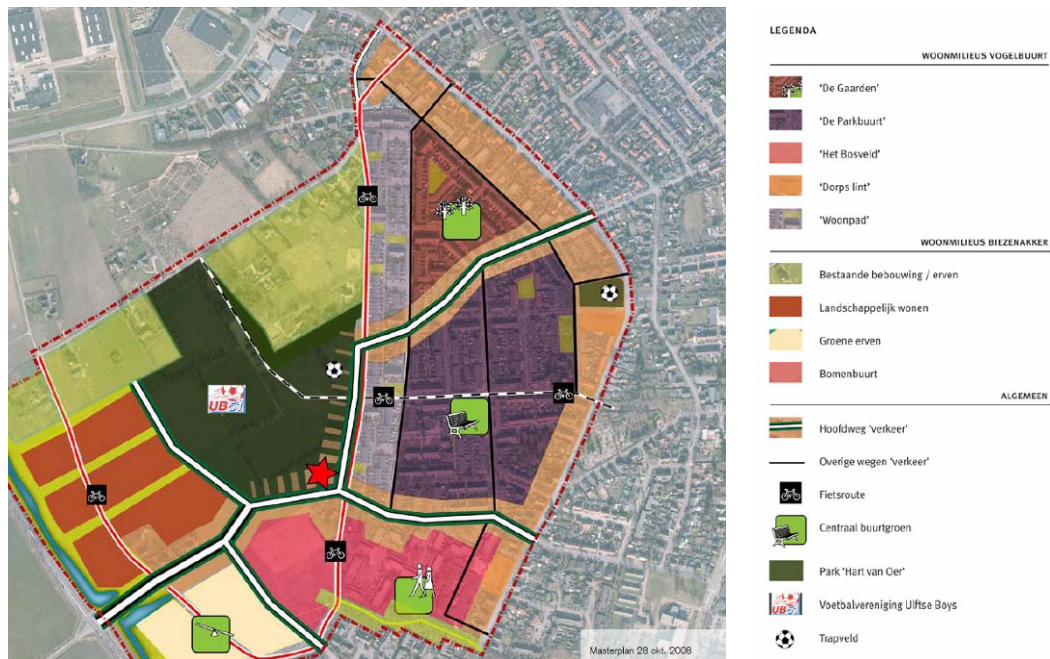 UB51
Masterplan 28 okt. 2008
LEGENDA
WOONMILIEUS VOGELBUURT
'De Gaarden'
'De Parkbuurt'
'Het Bosveld'
'Dorps lint'
'Woonpad'
WOONMILIEUS BIEZENAKKER
Bestaande bebouwing / erven
Landschappelijk wonen
Groene erven
Bomenbuurt
ALGEMEEN
Hoofdweg 'verkeer'
Overige wegen 'verkeer'
Fietsroute
Centraal buurtgroen
Park 'Hart van Oer'
UB51
Voetbalvereniging Ulftse Boys
Trapveld